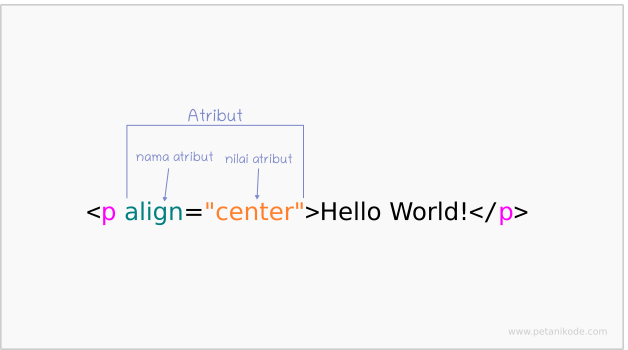 Atribut
nama atribut nilai atribut
<p align="center">Hello World!</p>
www.petanikode.com